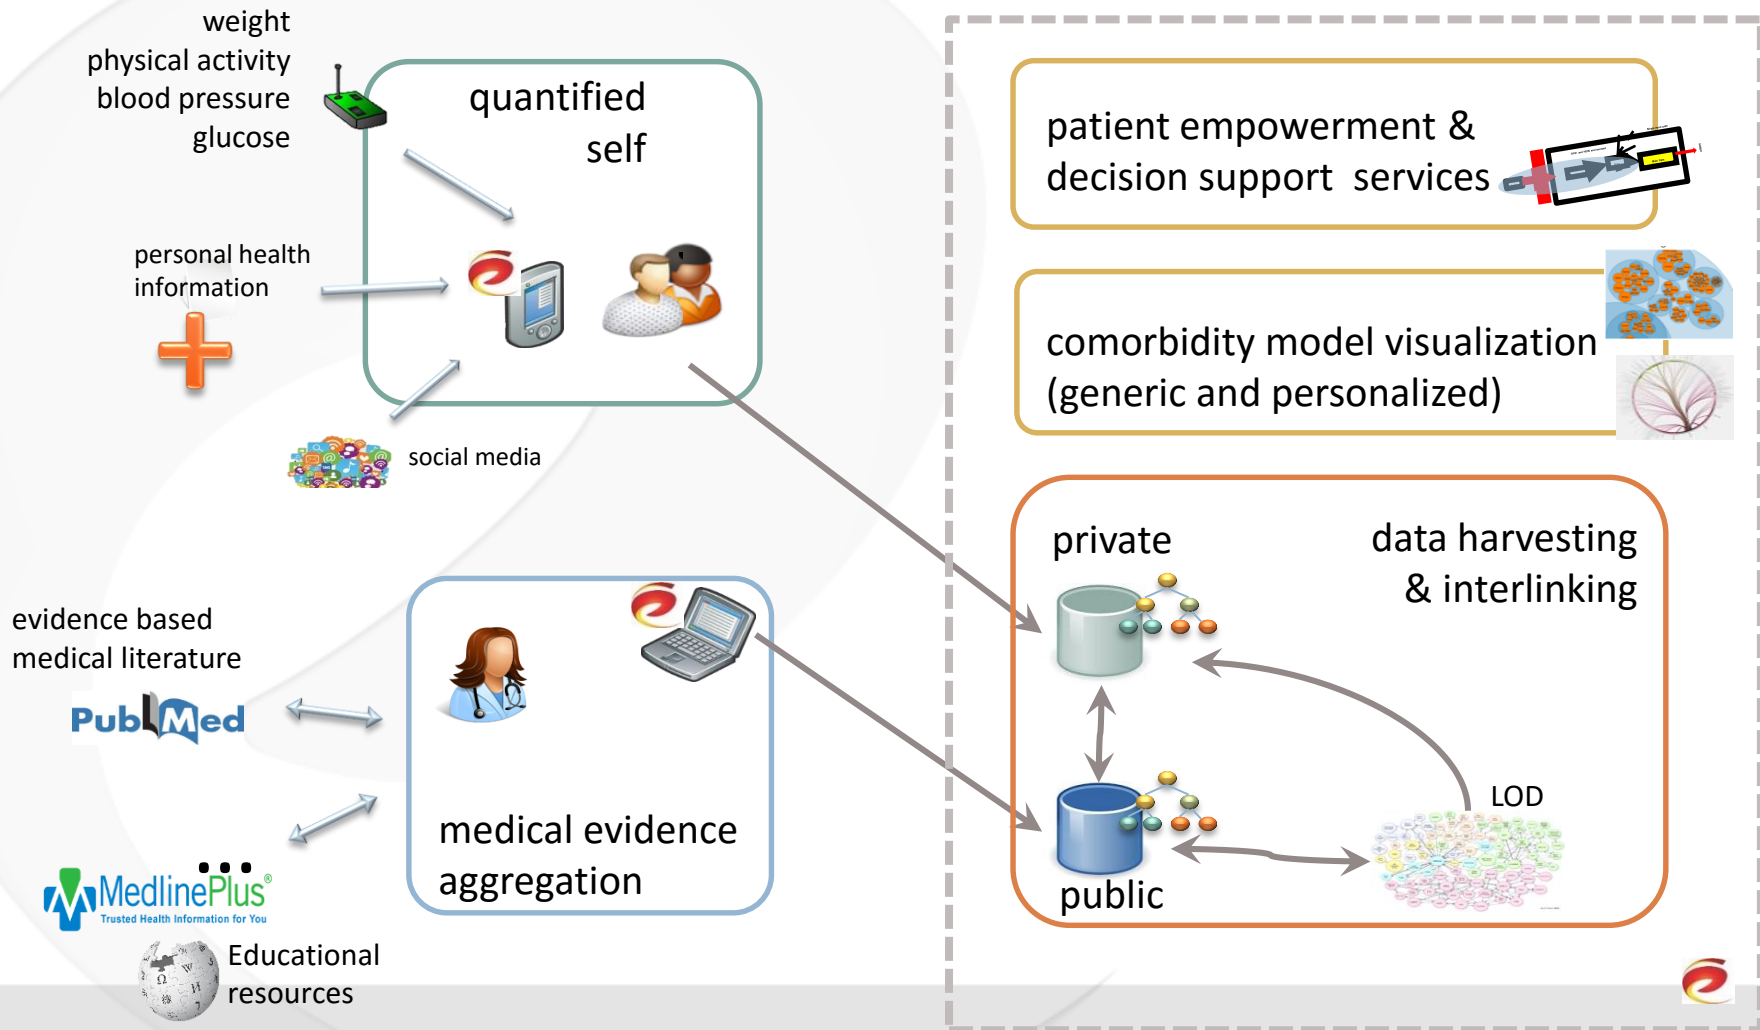 weight
physical activity
blood pressure
glucose
quantified
self
personal health
information
social media
evidence based
medical literature
PubMed
MedlinePlus®
Trusted Health Information for You
Educational
resources
medical evidence
aggregation
patient empowerment &
decision support services
comorbidity model visualization
(generic and personalized)
private
data harvesting
& interlinking
LOD
public